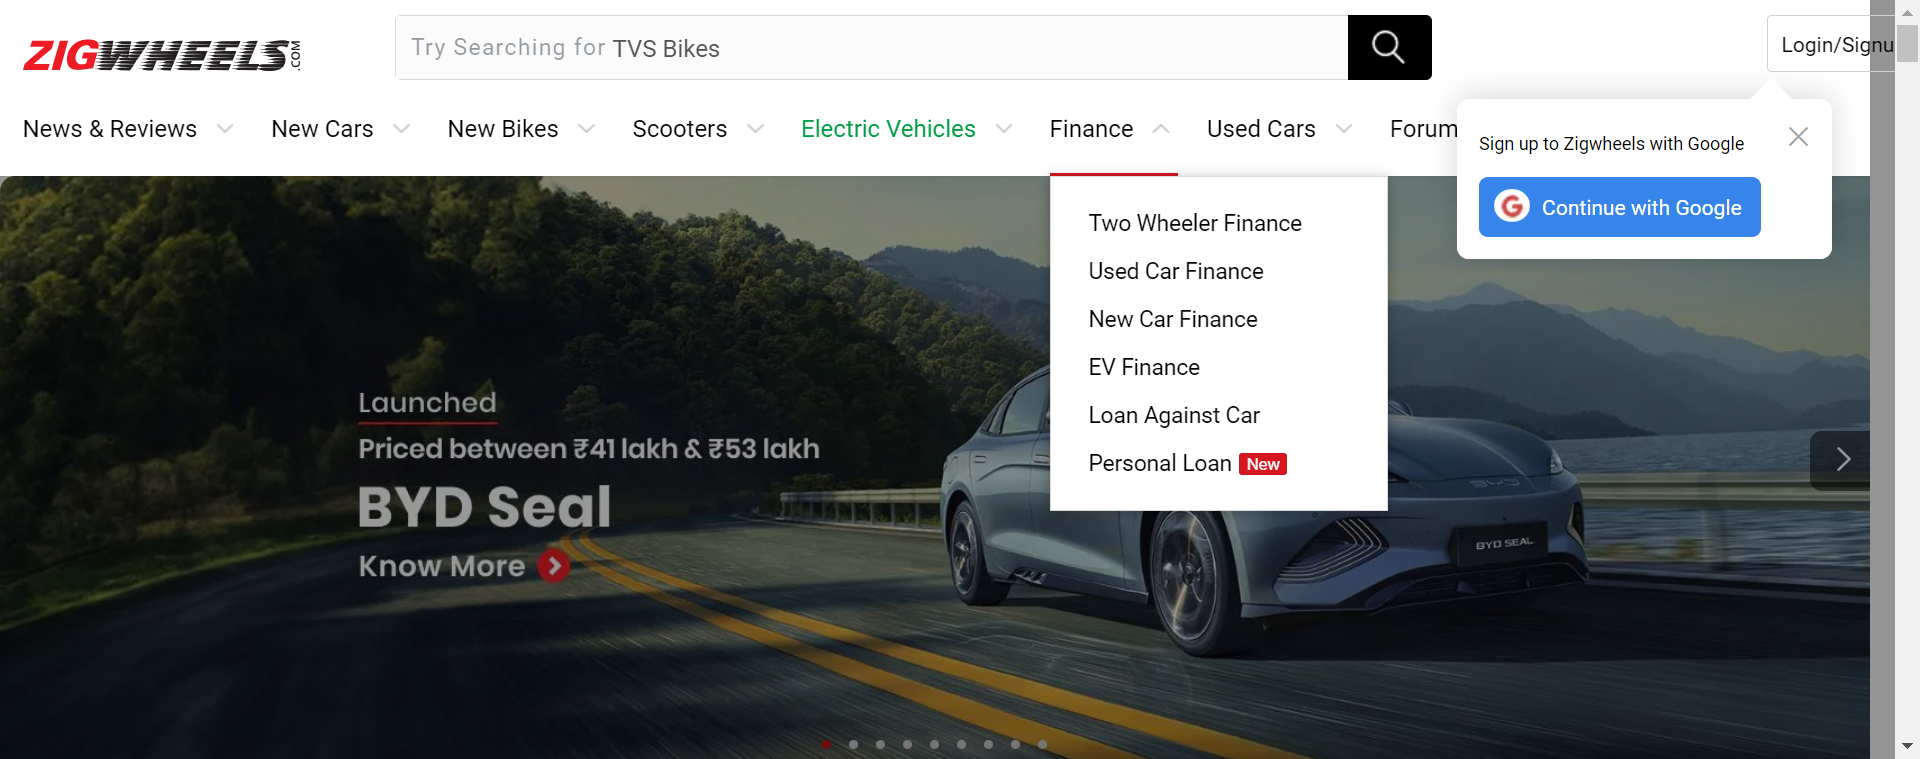 ZIGWHEELS.COM
Try Searching for TVS Bikes
Login/Signu
News & Reviews New Cars New Bikes Scooters Electric Vehicles Finance Used Cars Forum
Sign up to Zigwheels with Google
Continue with Google
Two Wheeler Finance
Used Car Finance
New Car Finance
EV Finance
Loan Against Car
Personal Loan New
Launched
Priced between ₹41 lakh & ₹53 lakh
BYD Seal
Know More
BYD
BYD SEAL